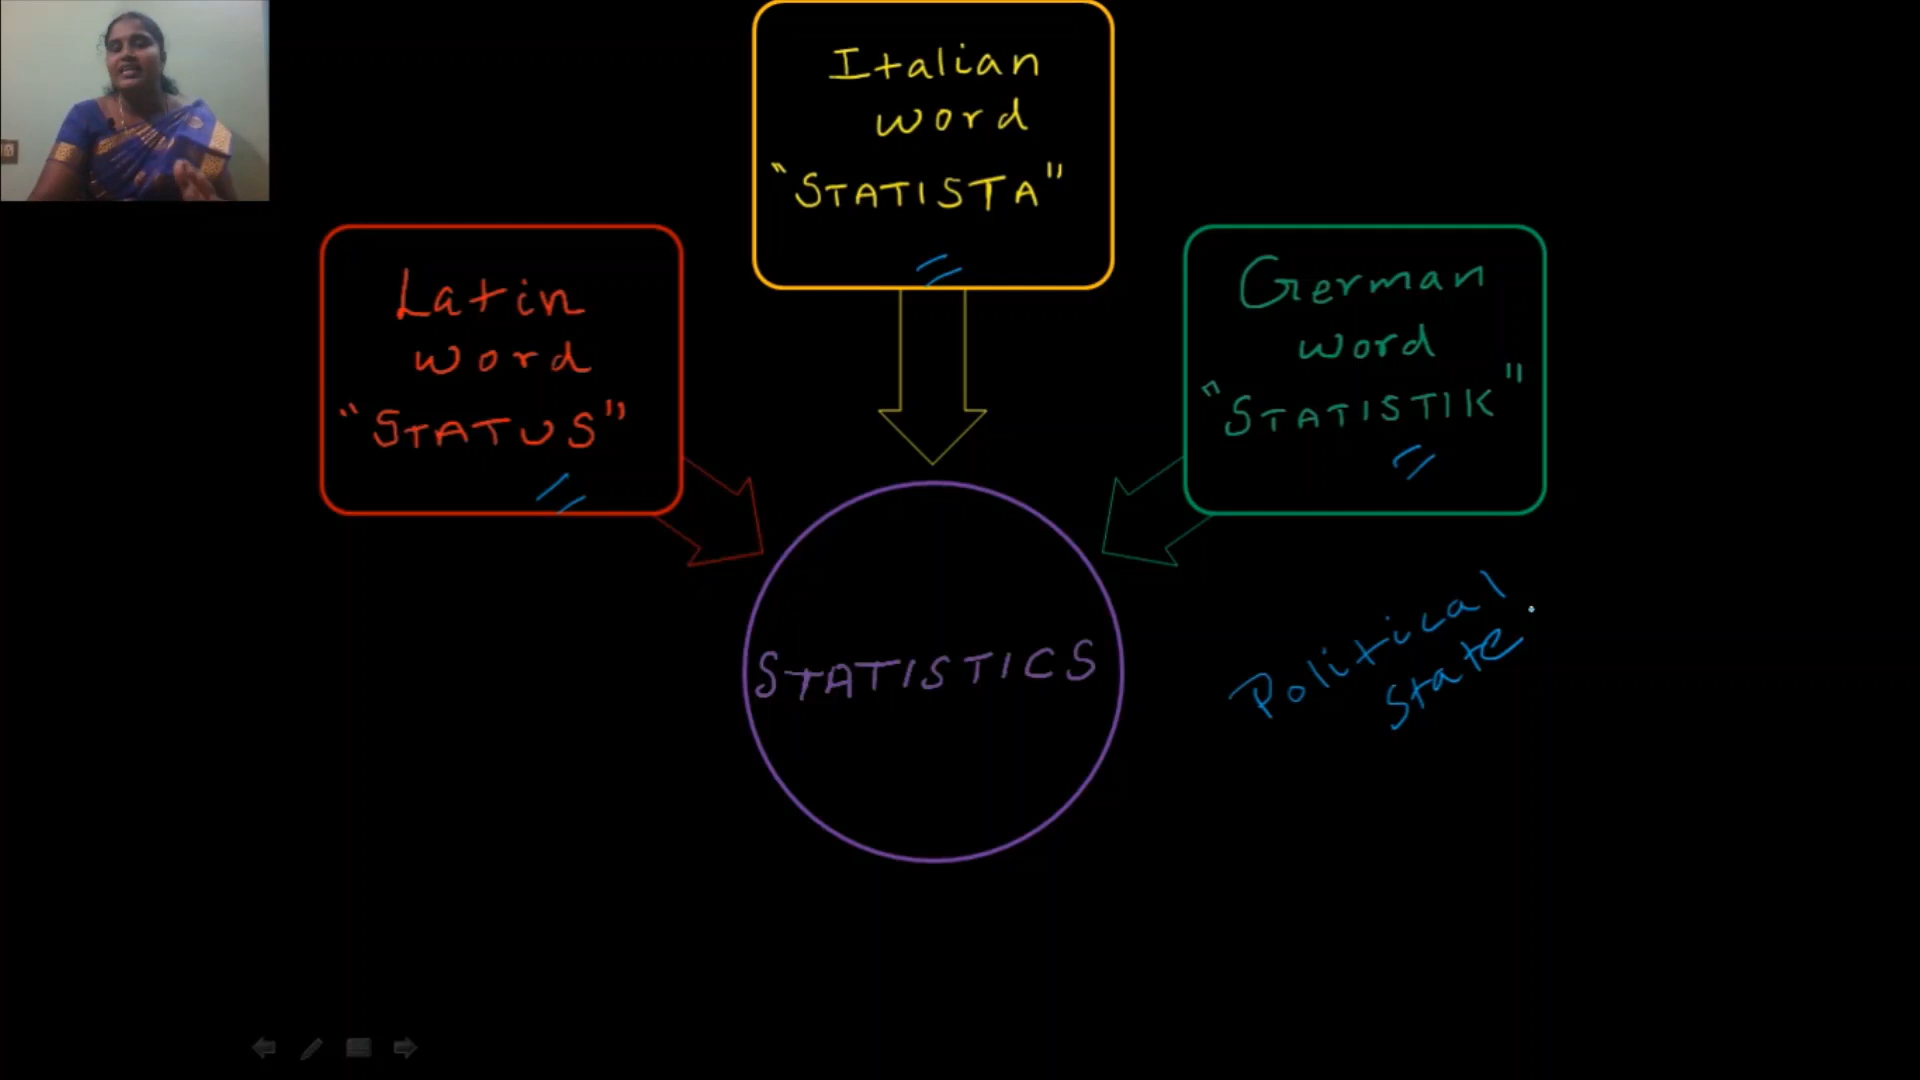 Italian
word
"STATISTA"
Latin
word
"STATUS"
German
word
"STATISTIK"
STATISTICS
Political
State